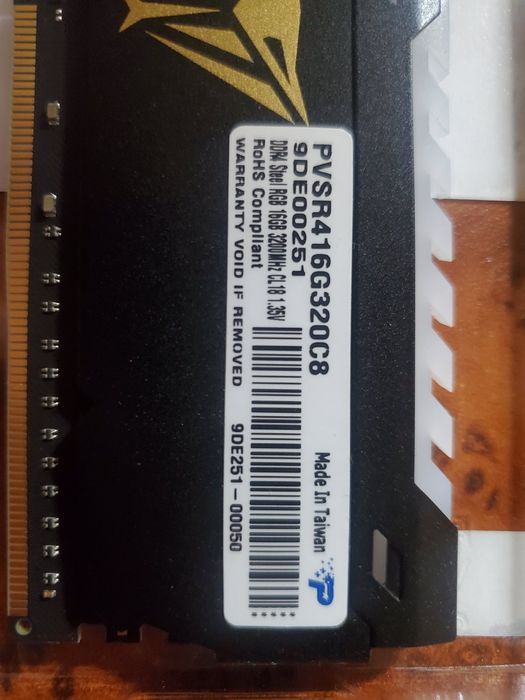 PVSR416G320C8
9DE00251
DDR4 Steel RGB 16GB 3200MHz CL18 1.35V
RoHS Compliant
WARRANTY VOID IF REMOVED
Made In Taiwan
9DE251-00050
P